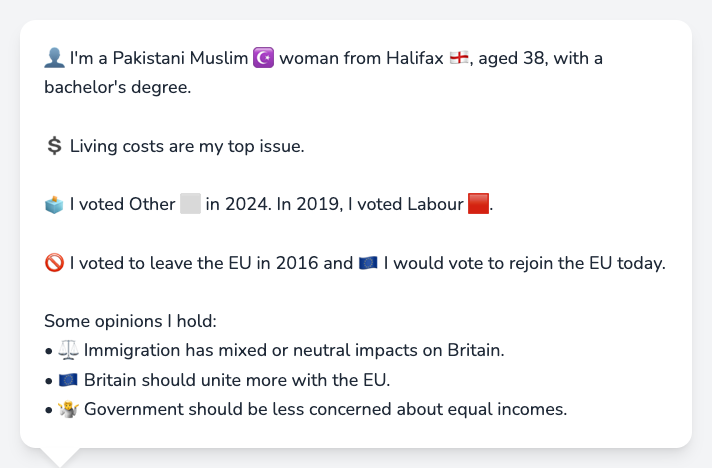 👤 I'm a Pakistani Muslim ☪️ woman from Halifax 🏴󠁧󠁢󠁥󠁮󠁧󠁿, aged 38, with a
bachelor's degree.
💲 Living costs are my top issue.
🗳️ I voted Other ⬜ in 2024. In 2019, I voted Labour 🟥.
🚫 I voted to leave the EU in 2016 and 🇪🇺 I would vote to rejoin the EU today.
Some opinions I hold:
• ⚖️ Immigration has mixed or neutral impacts on Britain.
• 🇪🇺 Britain should unite more with the EU.
• 🤷 Government should be less concerned about equal incomes.